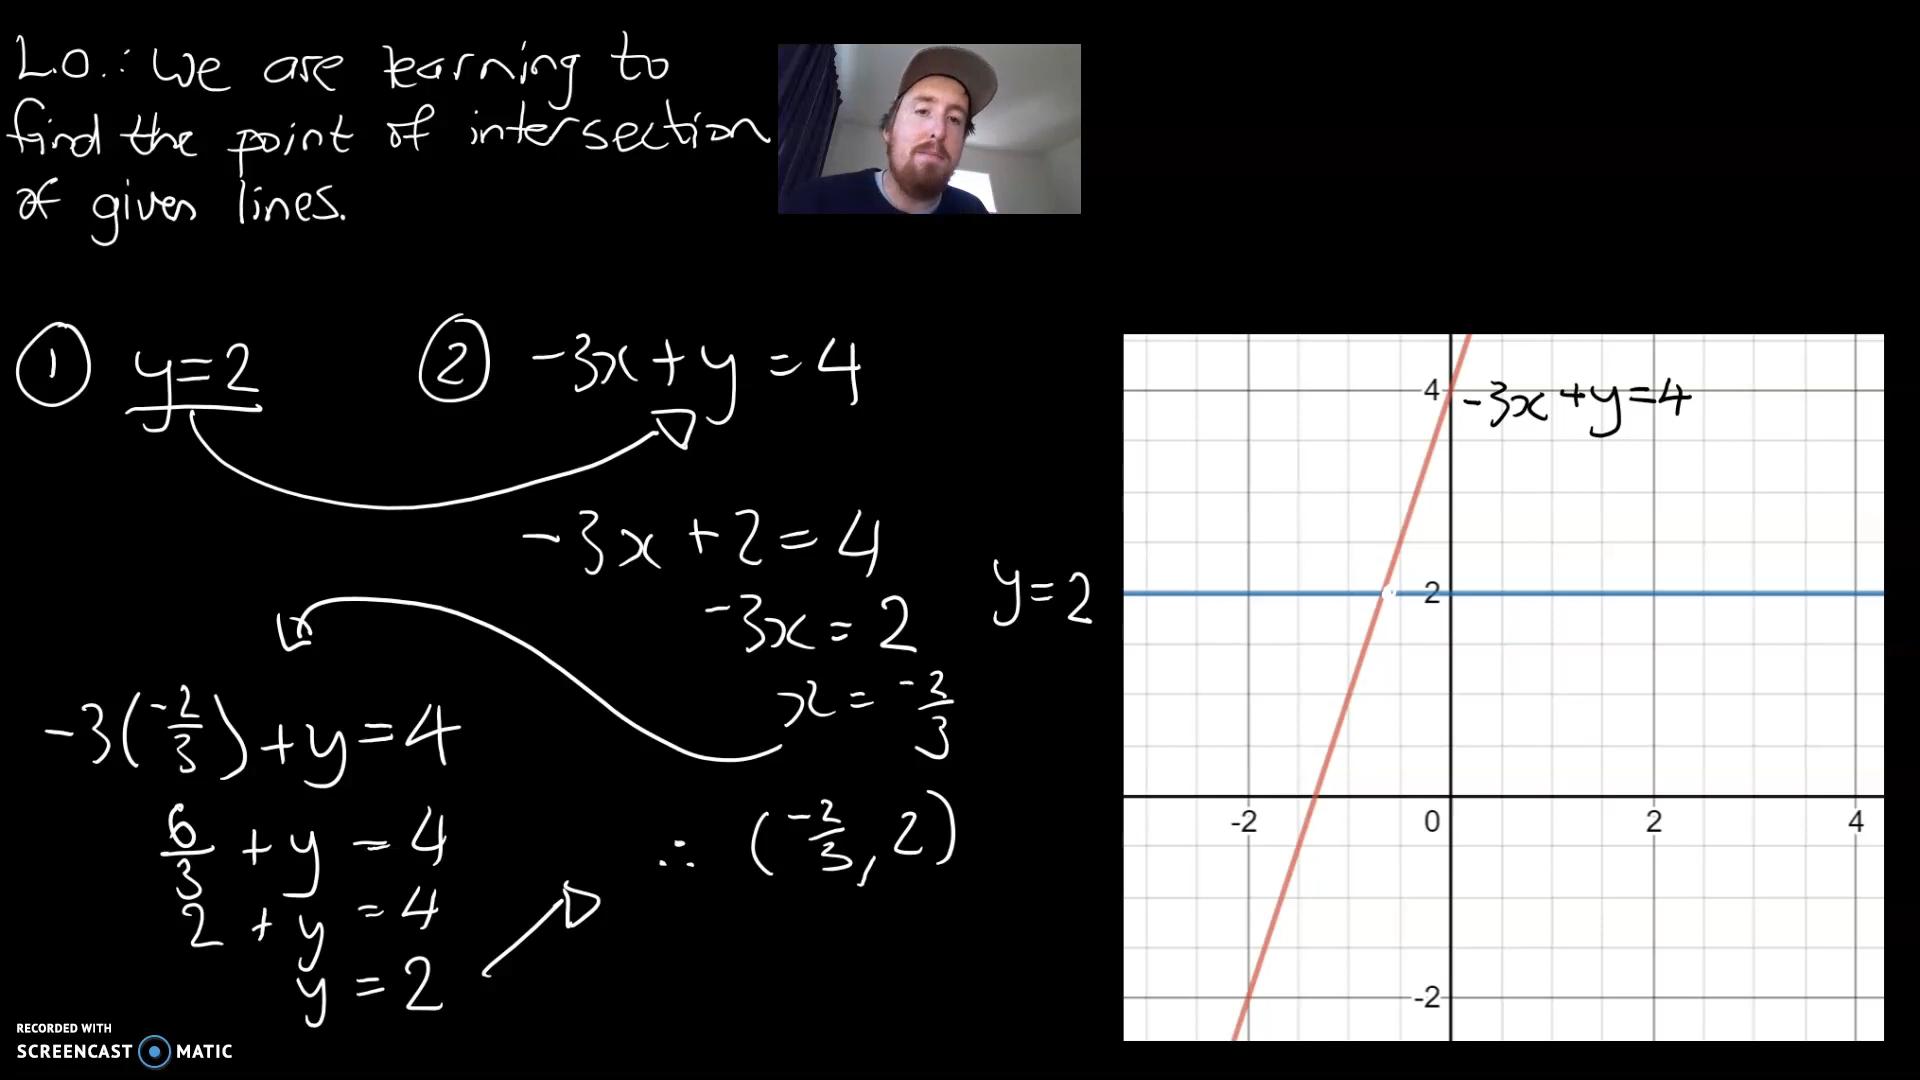 L.O.: We are learning to
find the point of intersection
of given lines.
① y=2
② -3x+y=4
-3x+2=4
-3x=2
x=-2/3
-3(-2/3)+y=4
6/3+y=4
2+y=4
y=2
∴ (-2/3, 2)
y=2
-3x+y=4
4
2
-2 0 2 4
-2
RECORDED WITH
SCREENCAST MATIC